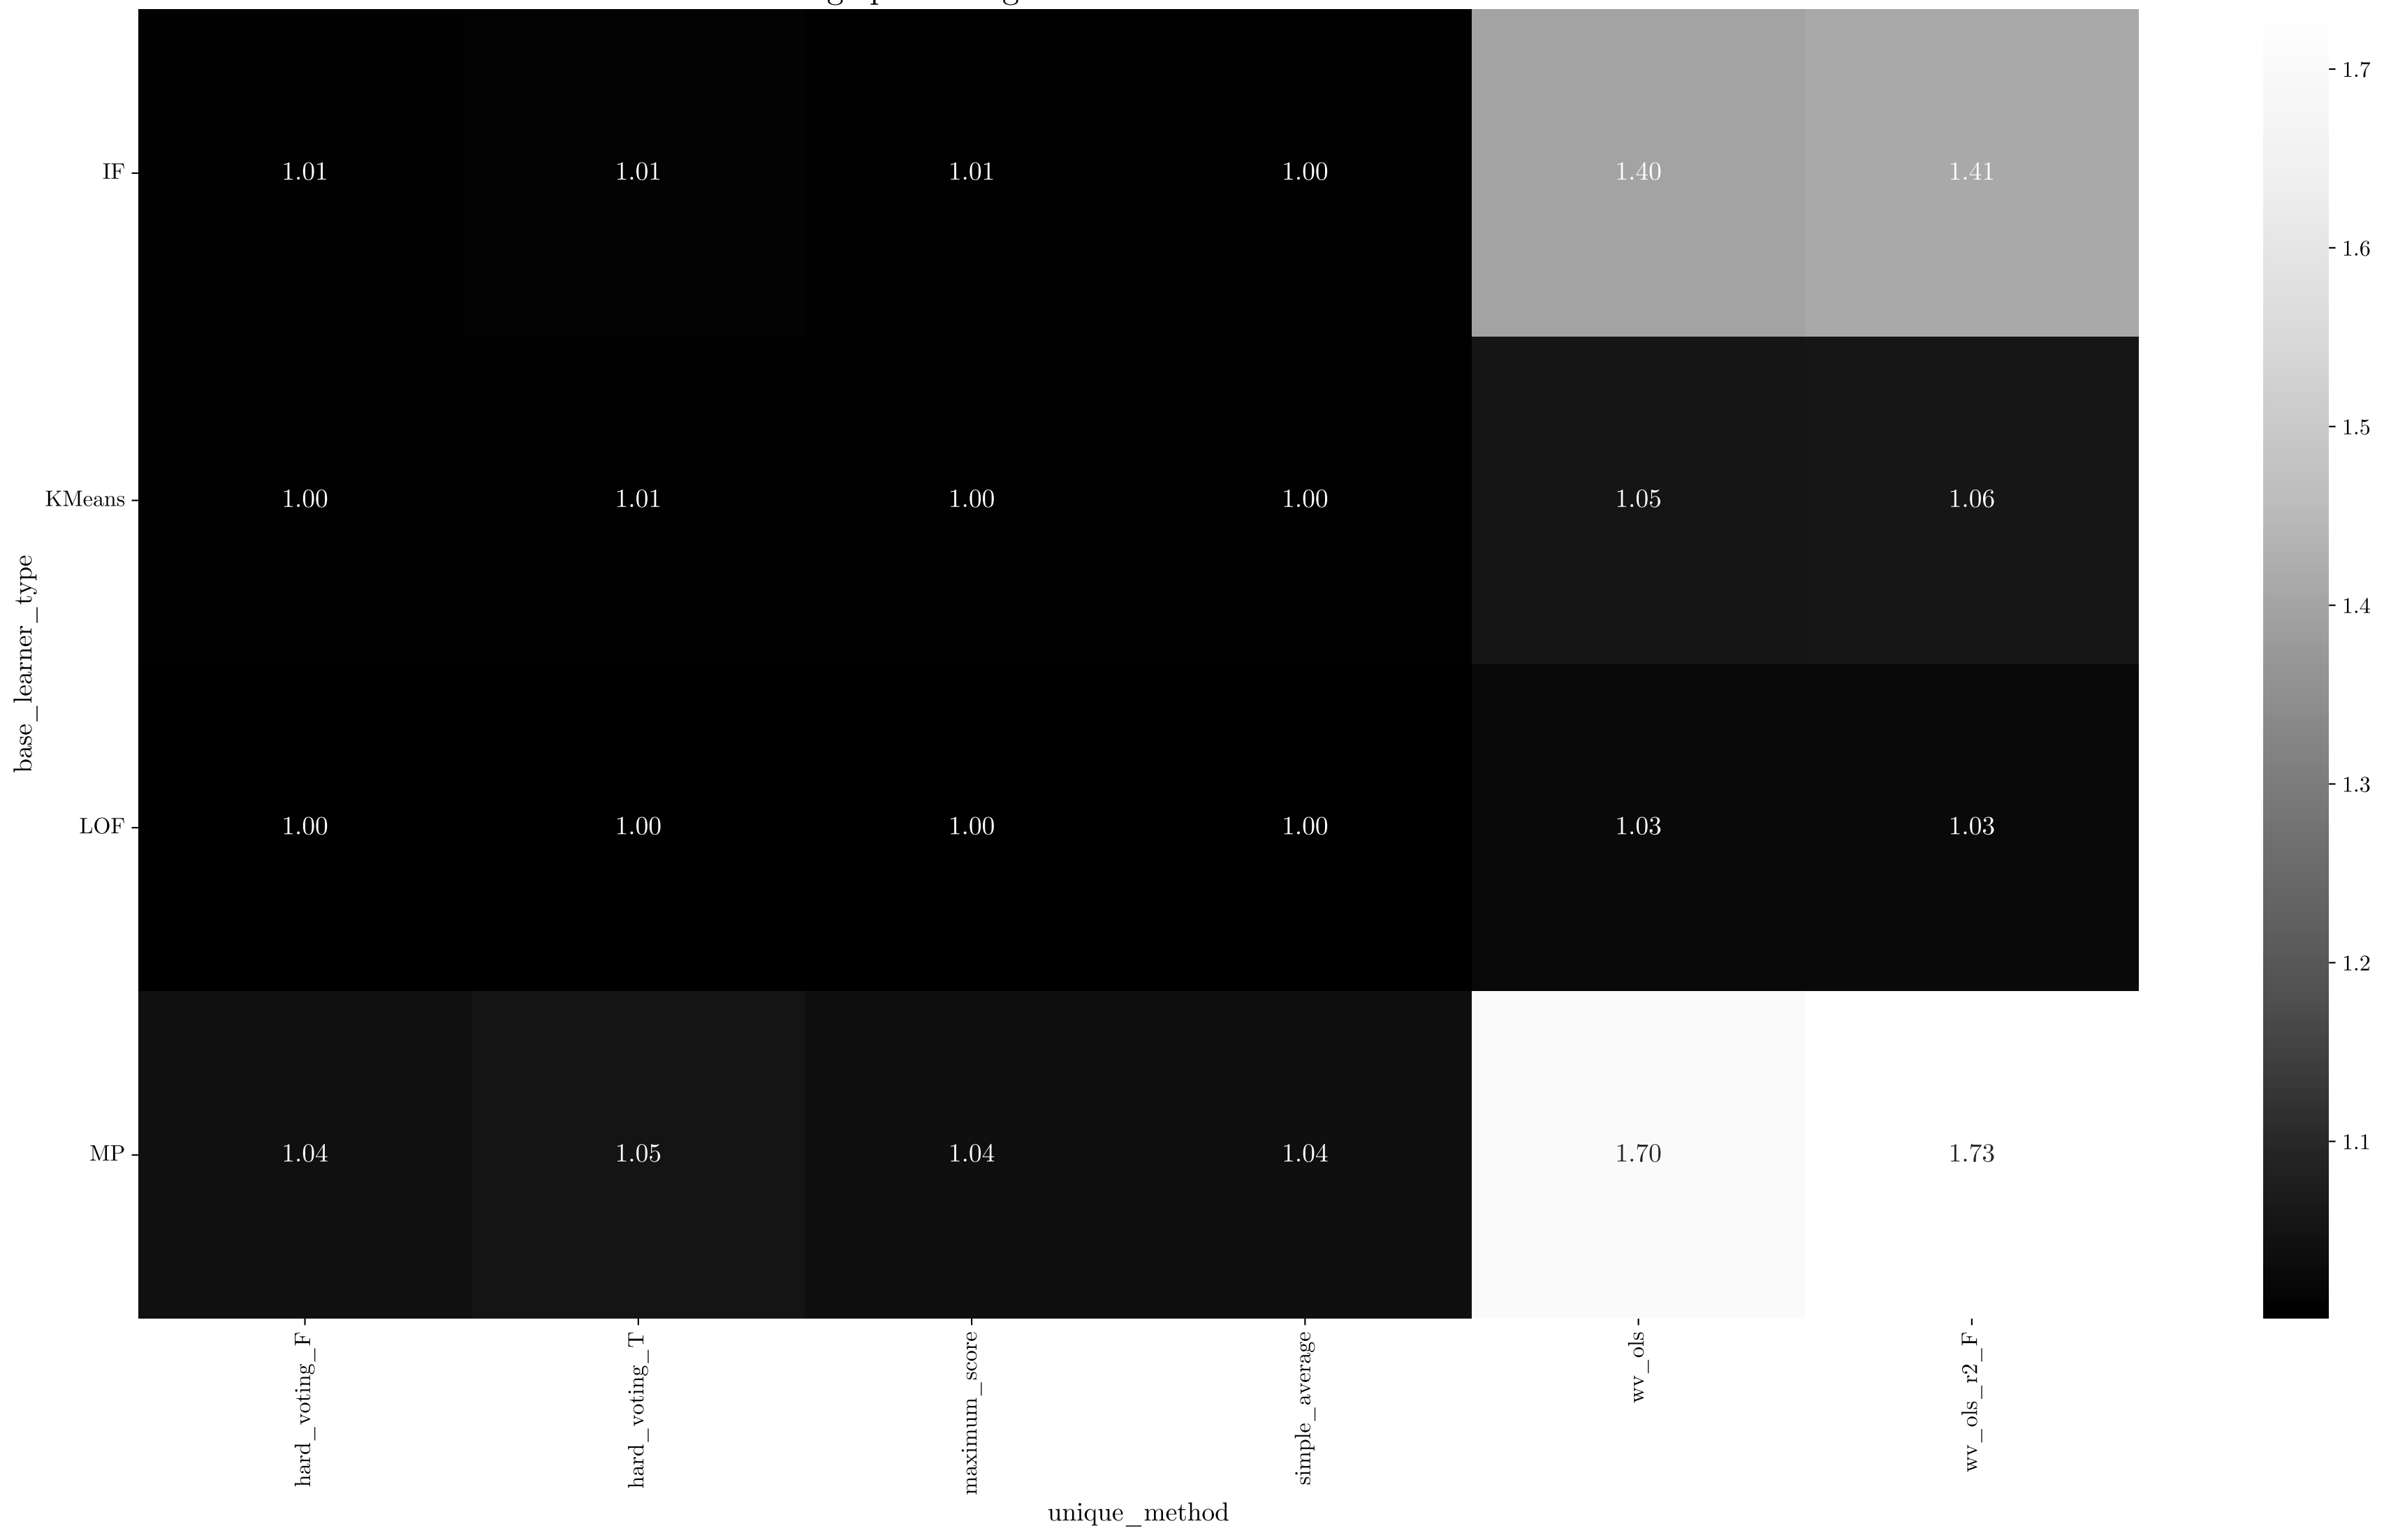 IF 1.01 1.01 1.01 1.00 1.40 1.41
KMeans 1.00 1.01 1.00 1.00 1.05 1.06
LOF 1.00 1.00 1.00 1.00 1.03 1.03
MP 1.04 1.05 1.04 1.04 1.70 1.73
base_learner_type
hard_voting_F
hard_voting_T
maximum_score
simple_average
wv_ols
wv_ols_r2_F
unique_method
1.7
1.6
1.5
1.4
1.3
1.2
1.1